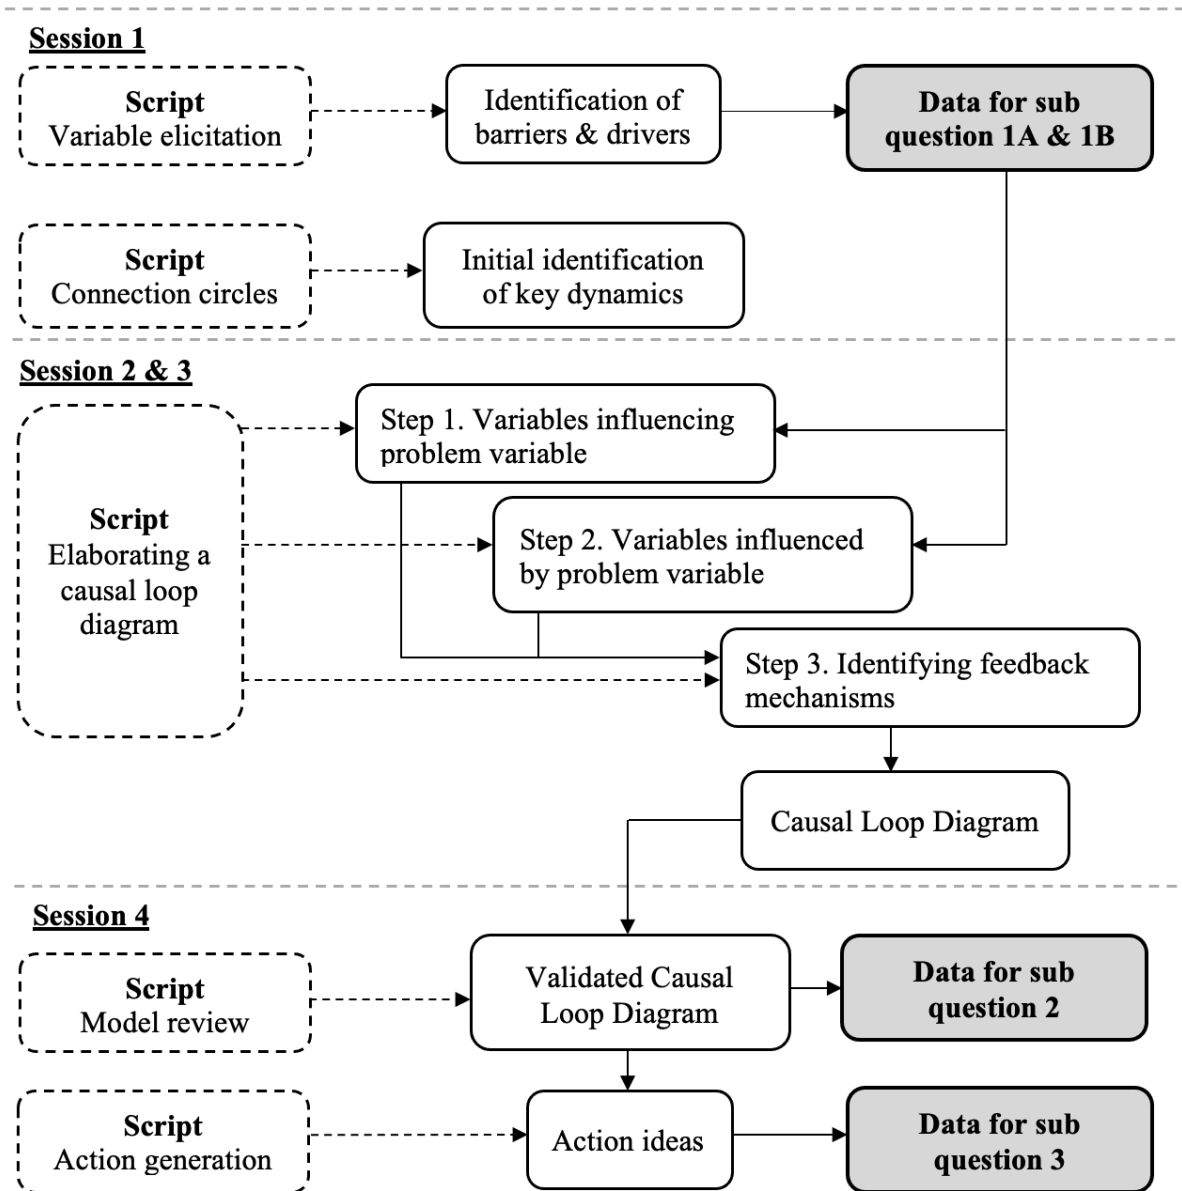 Session 1
Script
Variable elicitation
Identification of
barriers & drivers
Data for sub
question 1A & 1B
Script
Connection circles
Initial identification
of key dynamics
Session 2 & 3
Script
Elaborating a
causal loop
diagram
Step 1. Variables influencing
problem variable
Step 2. Variables influenced
by problem variable
Step 3. Identifying feedback
mechanisms
Causal Loop Diagram
Session 4
Script
Model review
Validated Causal
Loop Diagram
Data for sub
question 2
Script
Action generation
Action ideas
Data for sub
question 3